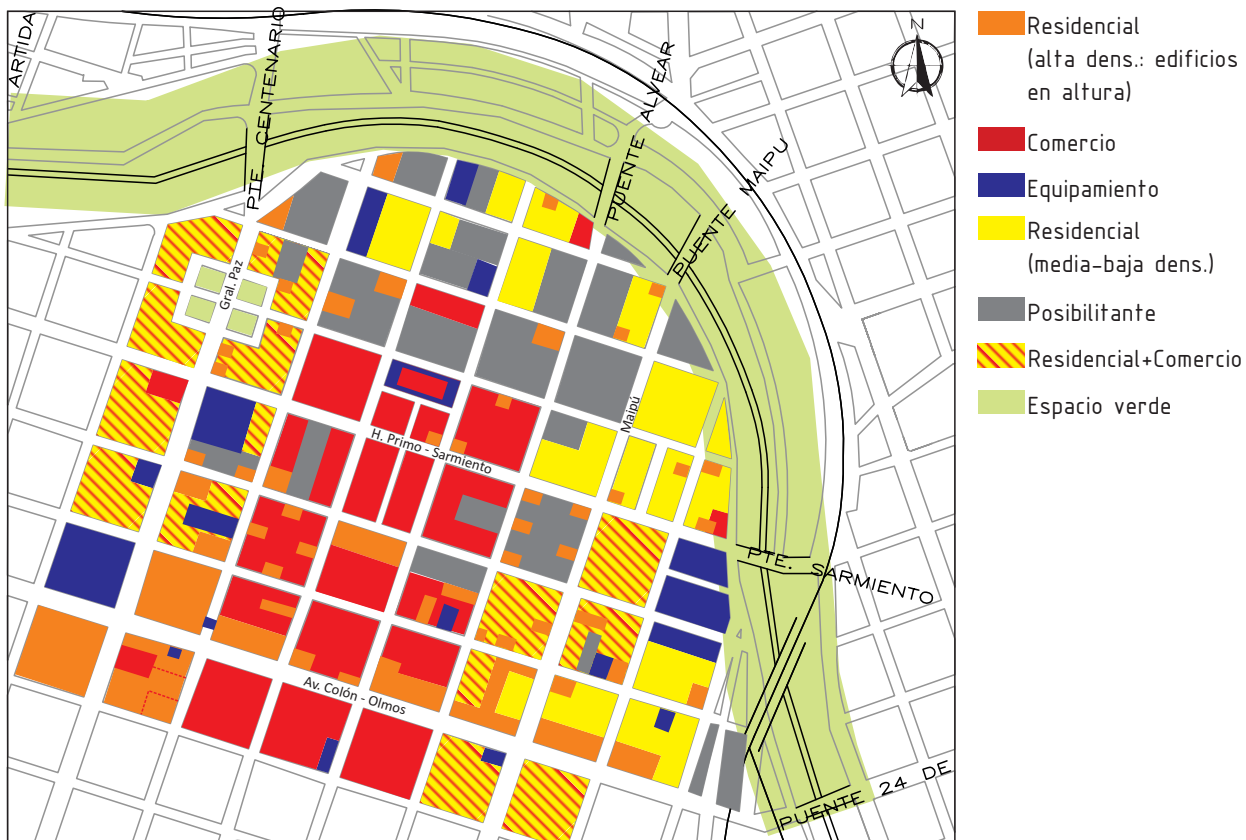 ARTIDA
PTE. CENTENARIO
PUENTE ALVEAR
PUENTE MAIPU
N
Gral. Paz
Maipú
H. Primo - Sarmiento
PTE. SARMIENTO
Av. Colón - Olmos
PUENTE 24 DE
Residencial
(alta dens.: edificios
en altura)
Comercio
Equipamiento
Residencial
(media-baja dens.)
Posibilitante
Residencial+Comercio
Espacio verde